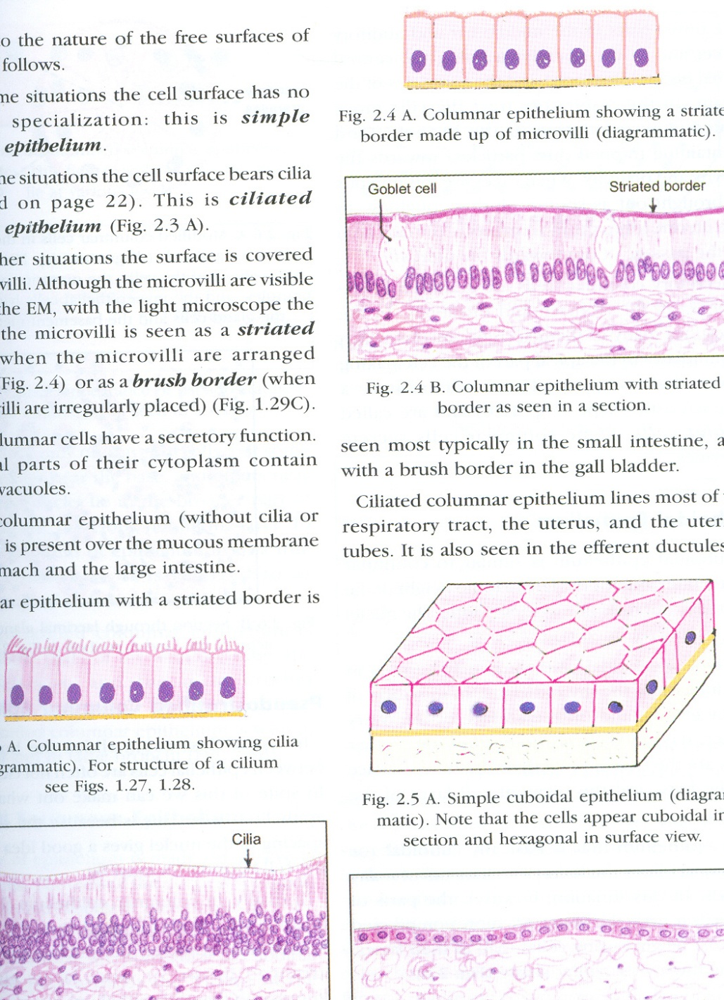 o the nature of the free surfaces of
follows.
me situations the cell surface has no
specialization: this is simple
epithelium.
ne situations the cell surface bears cilia
d on page 22). This is ciliated
epithelium (Fig. 2.3 A).
her situations the surface is covered
villi. Although the microvilli are visible
the EM, with the light microscope the
the microvilli is seen as a striated
when the microvilli are arranged
(Fig. 2.4) or as a brush border (when
villi are irregularly placed) (Fig. 1.29C).
lumnar cells have a secretory function.
al parts of their cytoplasm contain
vacuoles.
columnar epithelium (without cilia or
is present over the mucous membrane
mach and the large intestine.
ar epithelium with a striated border is
A. Columnar epithelium showing cilia
grammatic). For structure of a cilium
see Figs. 1.27, 1.28.
Cilia
Fig. 2.4 A. Columnar epithelium showing a striate
border made up of microvilli (diagrammatic).
Goblet cell
Striated border
Fig. 2.4 B. Columnar epithelium with striated
border as seen in a section.
seen most typically in the small intestine, a
with a brush border in the gall bladder.
Ciliated columnar epithelium lines most of
respiratory tract, the uterus, and the uter
tubes. It is also seen in the efferent ductules
Fig. 2.5 A. Simple cuboidal epithelium (diagram
matic). Note that the cells appear cuboidal in
section and hexagonal in surface view.